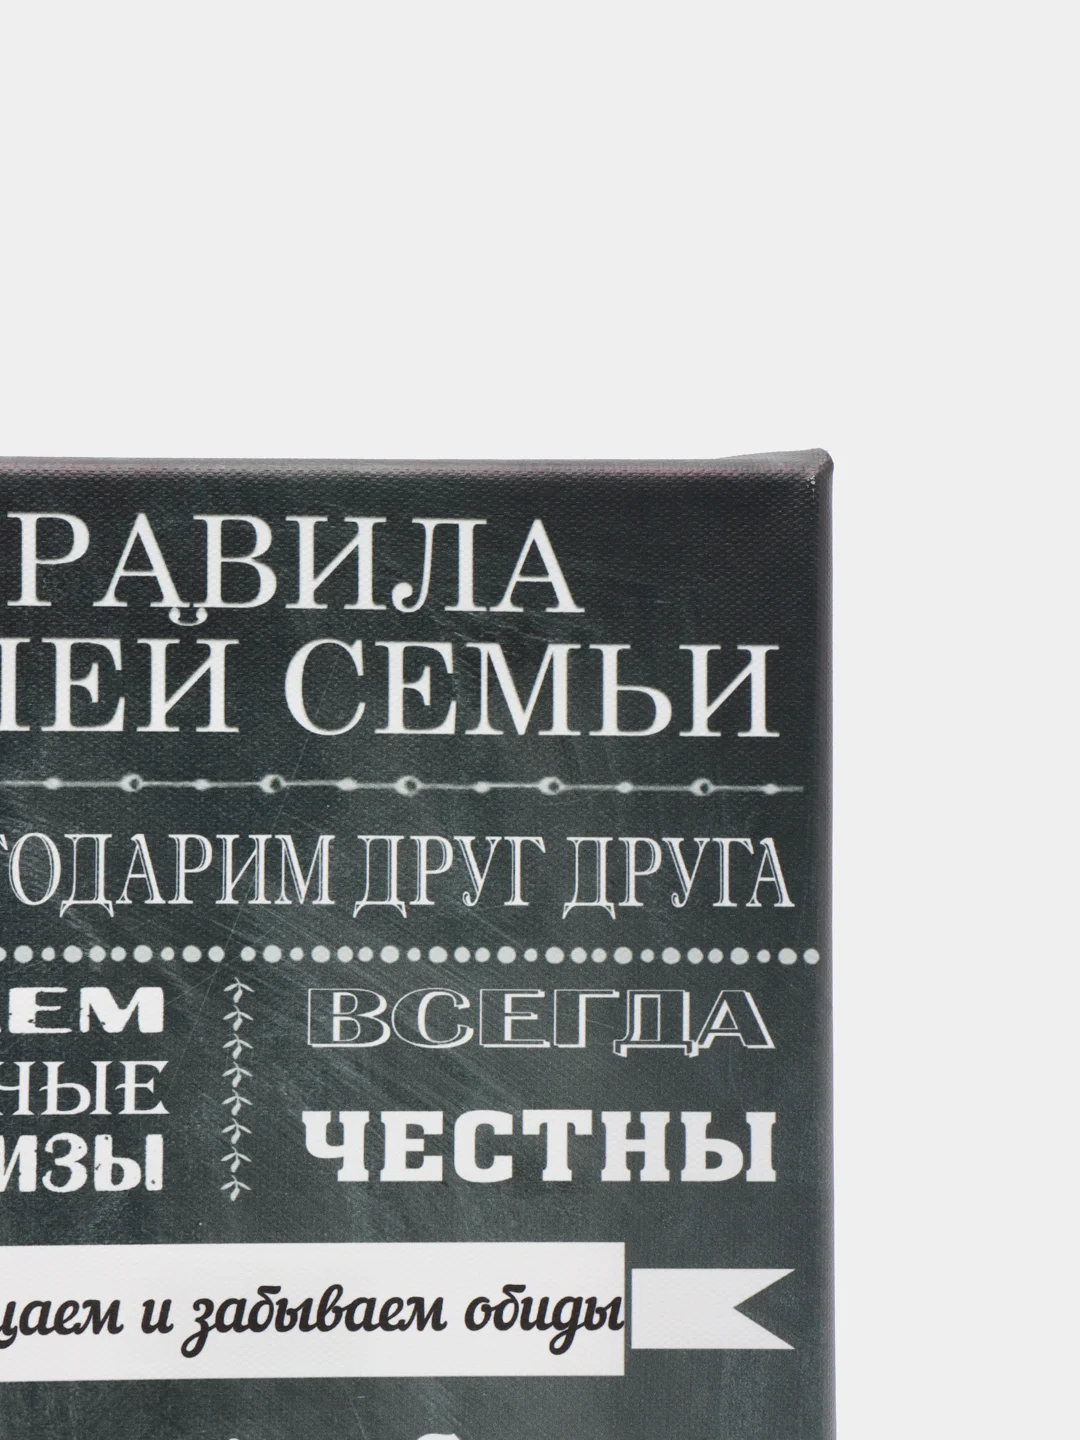 РАВИЛА
ЕЙ СЕМЬИ
ГОДАРИМ ДРУГ ДРУГА
ЕМ
НЫЕ
ИЗЫ
ВСЕГДА
ЧЕСТНЫ
щаем и забываем обиды